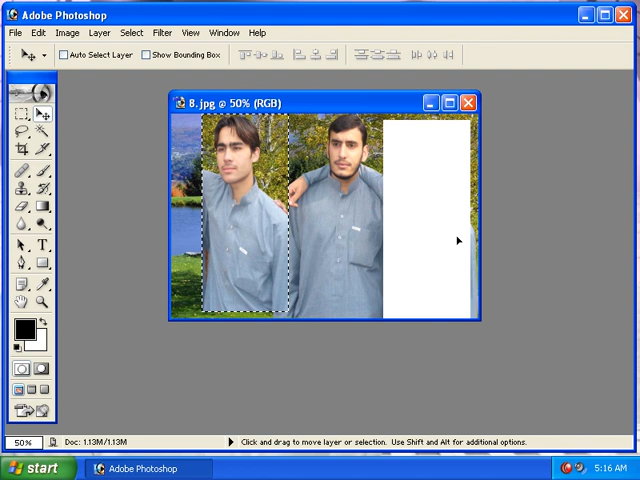 Adobe Photoshop
File Edit Image Layer Select Filter View Window Help
Auto Select Layer Show Bounding Box
8.jpg @ 50% (RGB)
T
50% Doc: 1.13M/1.13M Click and drag to move layer or selection. Use Shift and Alt for additional options.
start Adobe Photoshop 5:16 AM